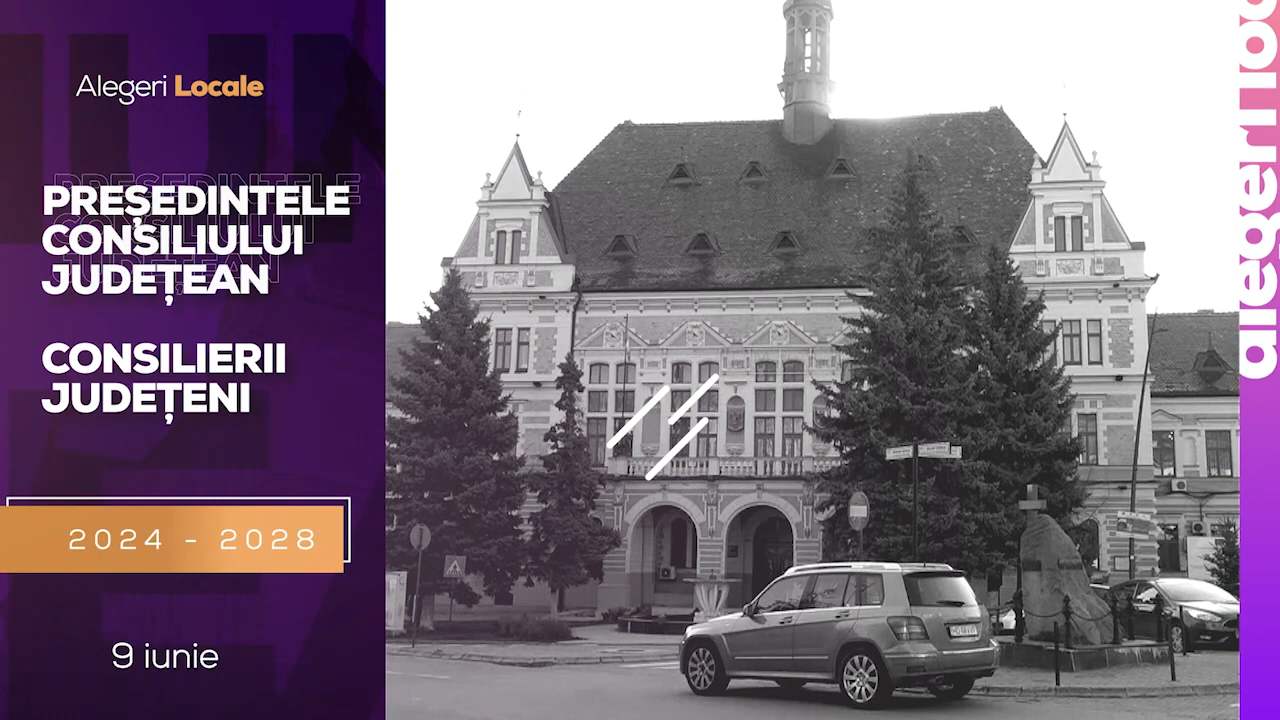 Alegeri Locale
PREȘEDINTELE
CONSILIULUI
JUDEȚEAN
CONSILIERII
JUDEȚENI
2024 - 2028
9 iunie
alegeri loc